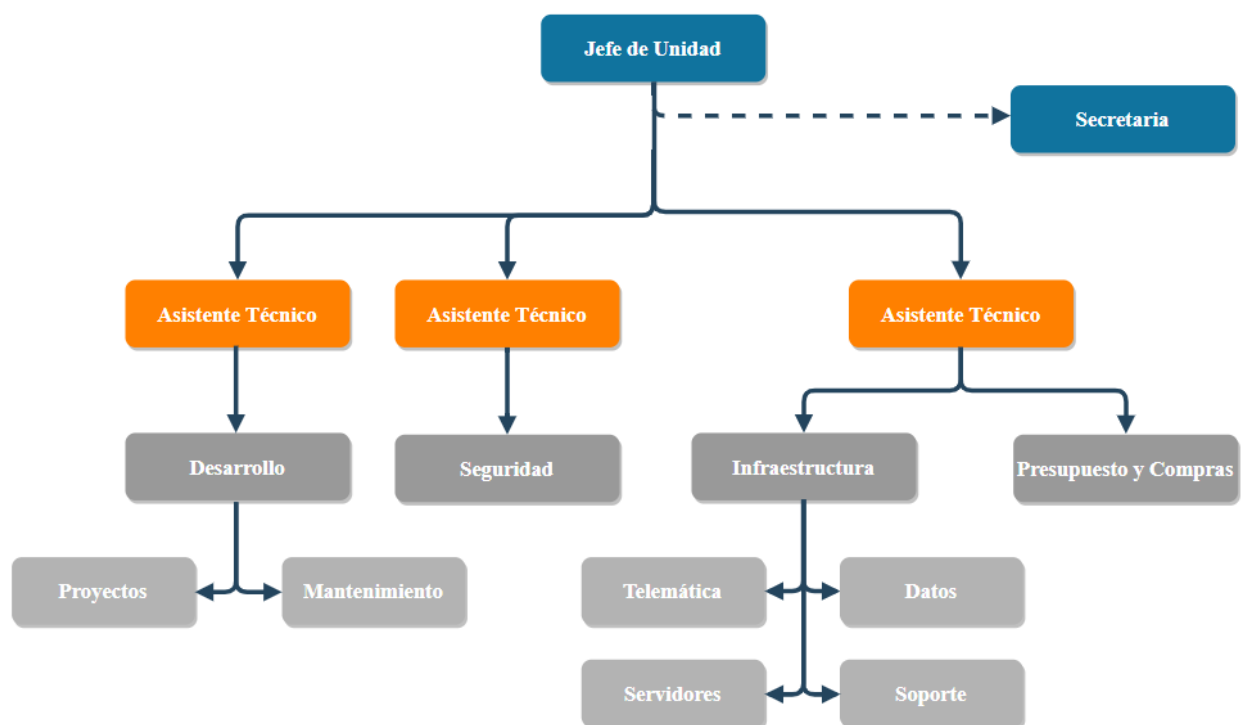 Jefe de Unidad
Secretaria
Asistente Técnico
Asistente Técnico
Asistente Técnico
Desarrollo
Seguridad
Infraestructura
Presupuesto y Compras
Proyectos
Mantenimiento
Telemática
Datos
Servidores
Soporte